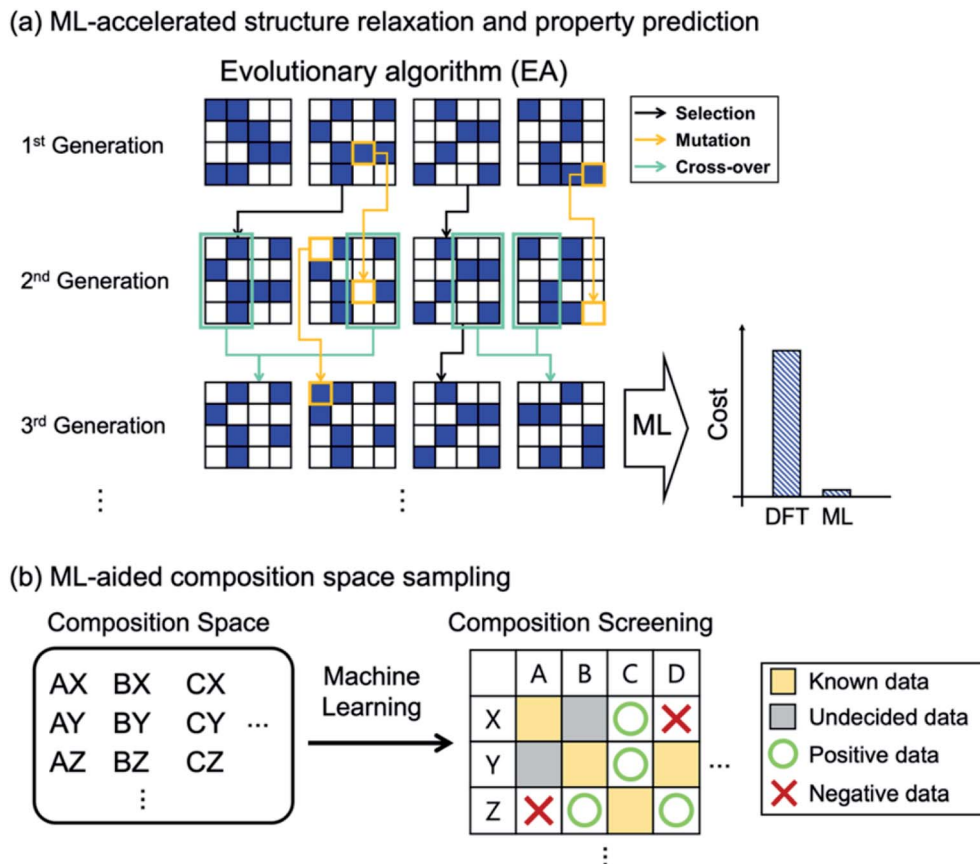 (a) ML-accelerated structure relaxation and property prediction
Evolutionary algorithm (EA)
1st Generation
Selection
Mutation
Cross-over
2nd Generation
3rd Generation
ML
Cost
DFT ML
⋮ ⋮
(b) ML-aided composition space sampling
Composition Space
AX BX CX
AY BY CY ...
AZ BZ CZ
⋮
Machine
Learning
Composition Screening
A B C D
X
Y ...
Z
⋮
Known data
Undecided data
Positive data
Negative data